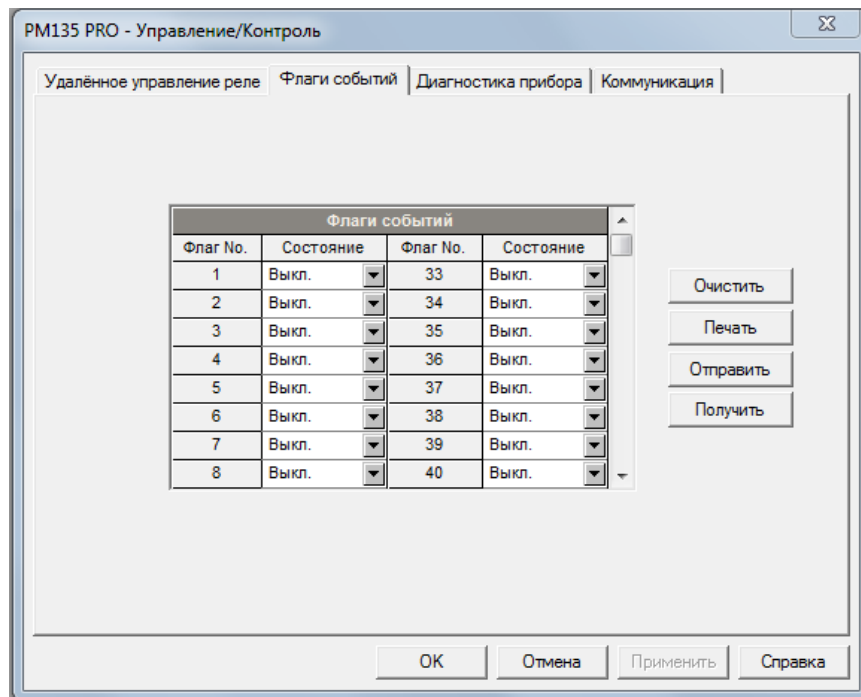 PM135 PRO - Управление/Контроль
Удалённое управление реле Флаги событий Диагностика прибора Коммуникация
Флаги событий
Флаг No. Состояние Флаг No. Состояние
1 Выкл. 33 Выкл.
2 Выкл. 34 Выкл.
3 Выкл. 35 Выкл.
4 Выкл. 36 Выкл.
5 Выкл. 37 Выкл.
6 Выкл. 38 Выкл.
7 Выкл. 39 Выкл.
8 Выкл. 40 Выкл.
Очистить
Печать
Отправить
Получить
OK Отмена Применить Справка